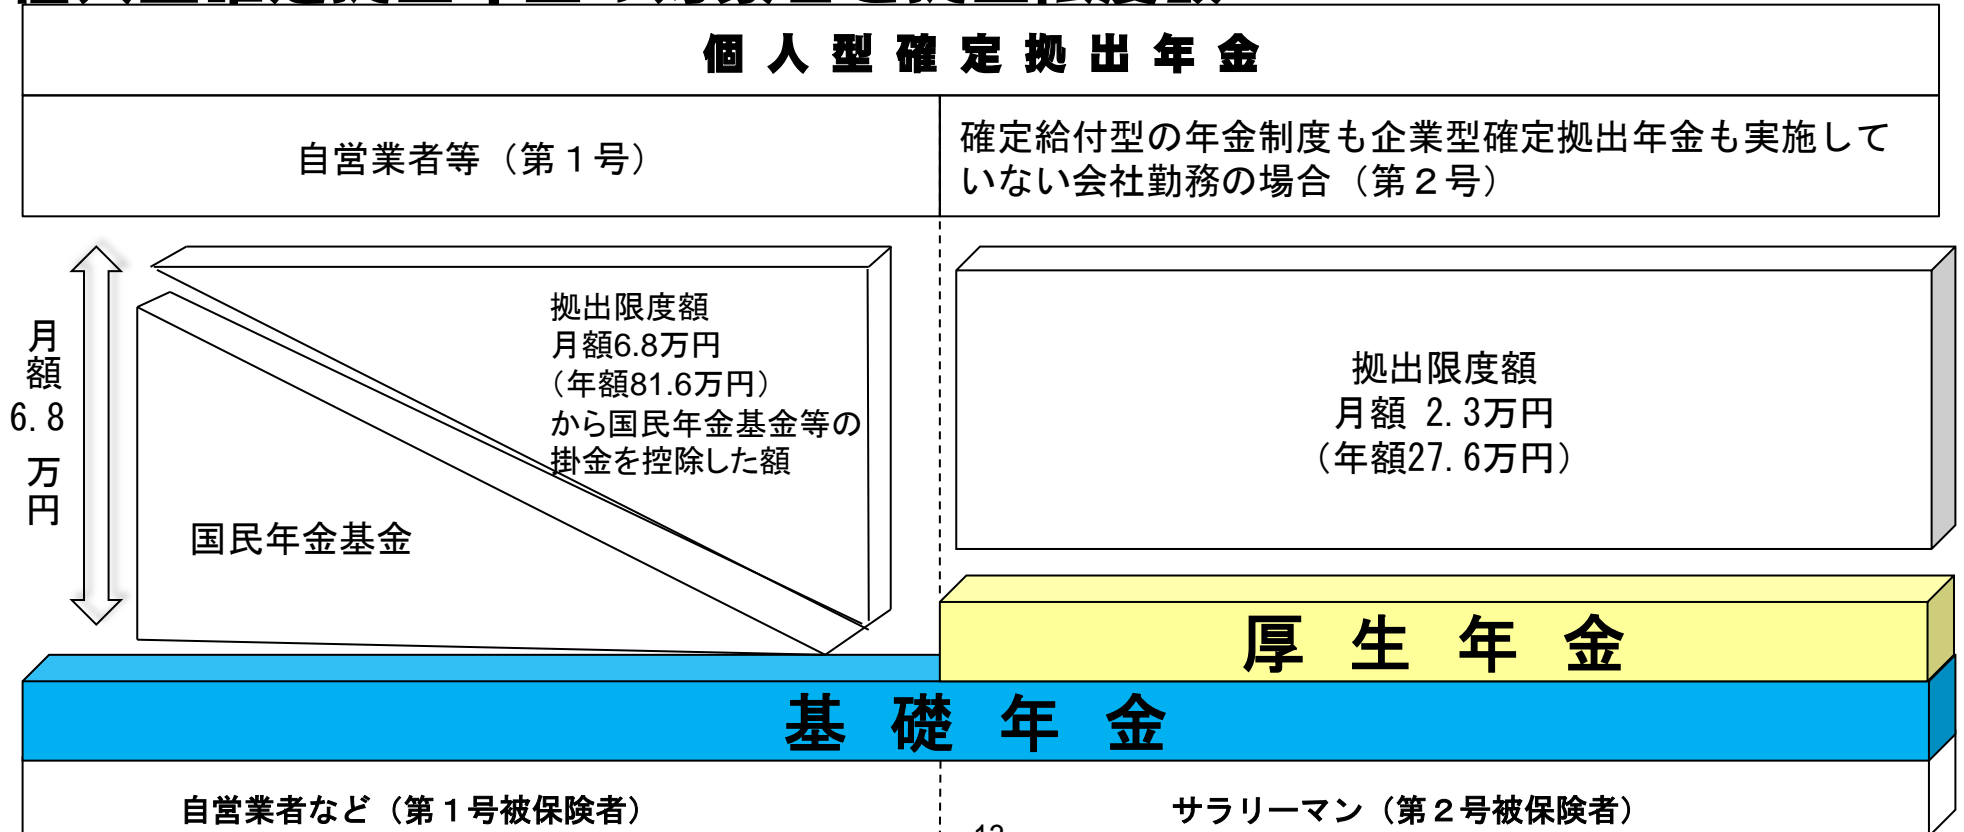 個人型確定拠出年金
自営業者等（第１号）
確定給付型の年金制度も企業型確定拠出年金も実施して
いない会社勤務の場合（第２号）
月額6.8万円
拠出限度額
月額6.8万円
（年額81.6万円）
から国民年金基金等の
掛金を控除した額
国民年金基金
拠出限度額
月額 2.3万円
（年額27.6万円）
厚生年金
基礎年金
自営業者など（第１号被保険者）
サラリーマン（第２号被保険者）